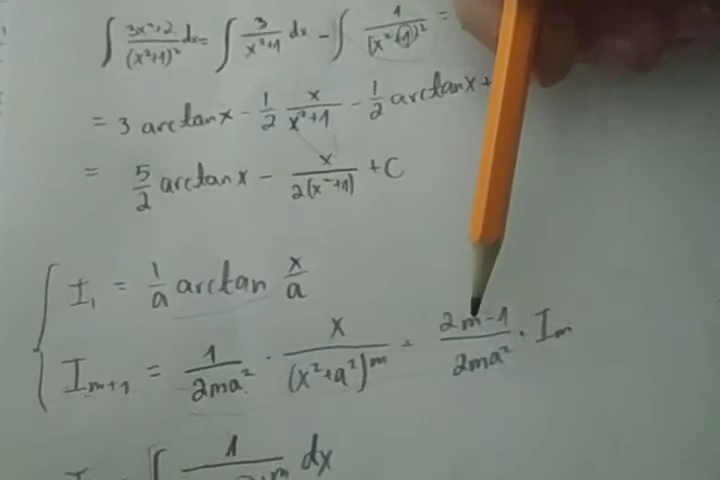 ∫ 3x²+2/(x²+1)² dx = ∫ 3/x²+1 dx - ∫ 1/(x²+1)² =
= 3 arctan x - 1/2 x/x²+1 - 1/2 arctan x +
= 5/2 arctan x - x/2(x²+1) + C
I₁ = 1/a arctan x/a
Iₘ₊₁ = 1/2ma² · x/(x²+a²)ᵐ + 2m-1/2ma² · Iₘ
∫ 1/ dx